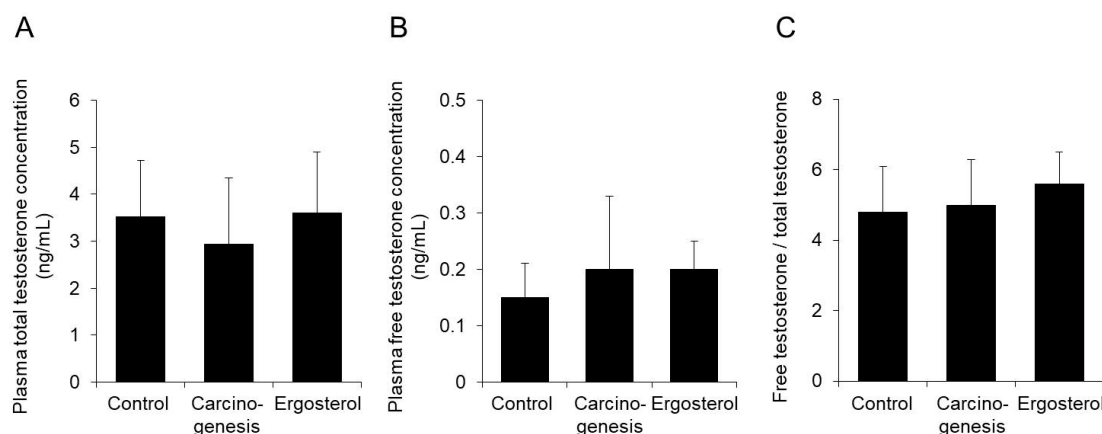 A
Plasma total testosterone concentration
(ng/mL)
6
5
4
3
2
1
0
Control
Carcino-
genesis
Ergosterol
B
Plasma free testosterone concentration
(ng/mL)
0.5
0.4
0.3
0.2
0.1
0
Control
Carcino-
genesis
Ergosterol
C
Free testosterone / total testosterone
8
6
4
2
0
Control
Carcino-
genesis
Ergosterol